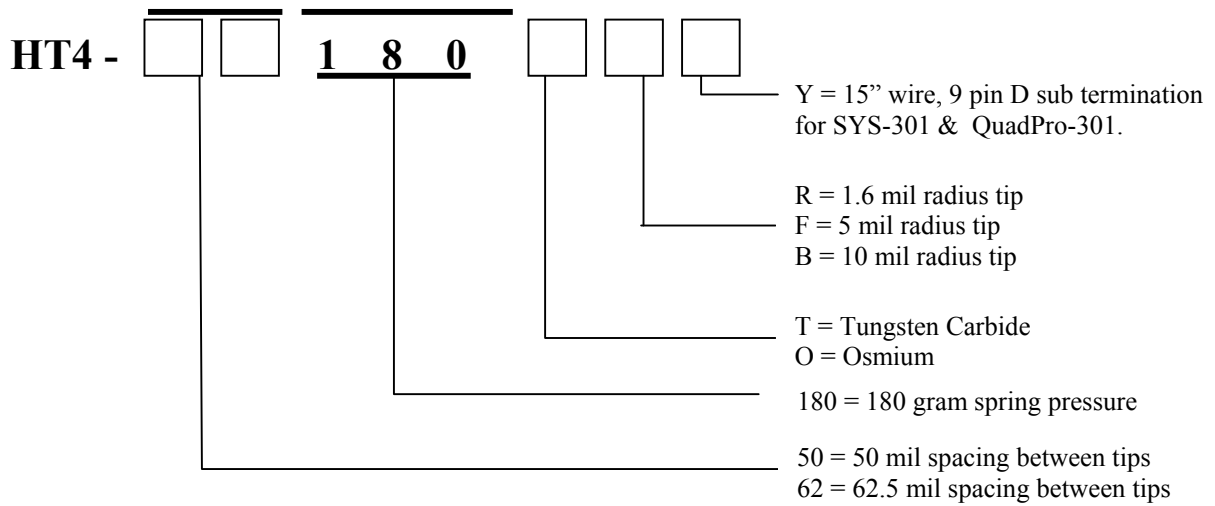 HT4 - 1 8 0
Y = 15” wire, 9 pin D sub termination
for SYS-301 & QuadPro-301.
R = 1.6 mil radius tip
F = 5 mil radius tip
B = 10 mil radius tip
T = Tungsten Carbide
O = Osmium
180 = 180 gram spring pressure
50 = 50 mil spacing between tips
62 = 62.5 mil spacing between tips